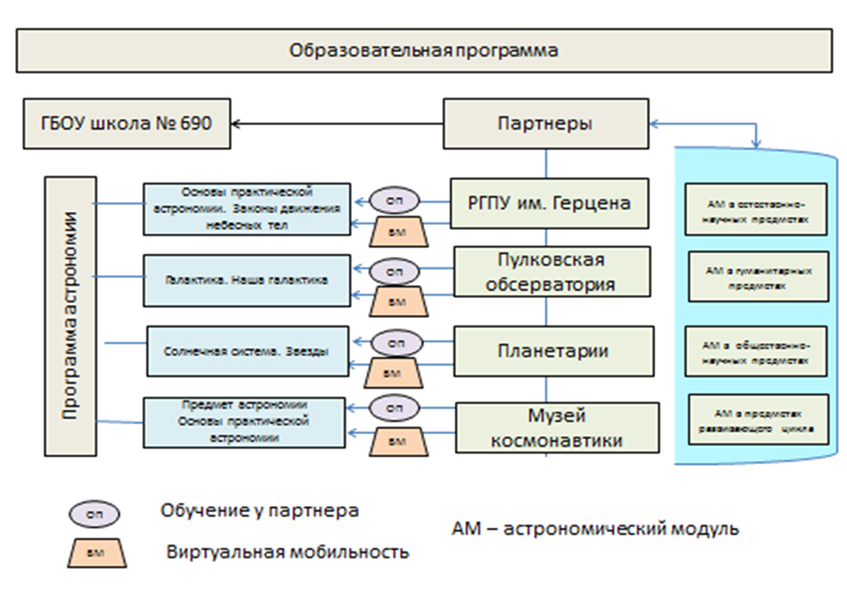 Образовательная программа
ГБОУ школа № 690
Партнеры
Программа астрономии
Основы практической
астрономии. Законы движения
небесных тел
ОП
ВМ
РГПУ им. Герцена
АМ в естественно-
научных предметах
Галактика. Наша галактика
ОП
ВМ
Пулковская
обсерватория
АМ в гуманитарных
предметах
Солнечная система. Звезды
ОП
ВМ
Планетарии
АМ в общественно-
научных предметах
Предмет астрономии
Основы практической
астрономии
ОП
ВМ
Музей
космонавтики
АМ в предметах
развивающего цикла
ОП
Обучение у партнера
ВМ
Виртуальная мобильность
АМ – астрономический модуль